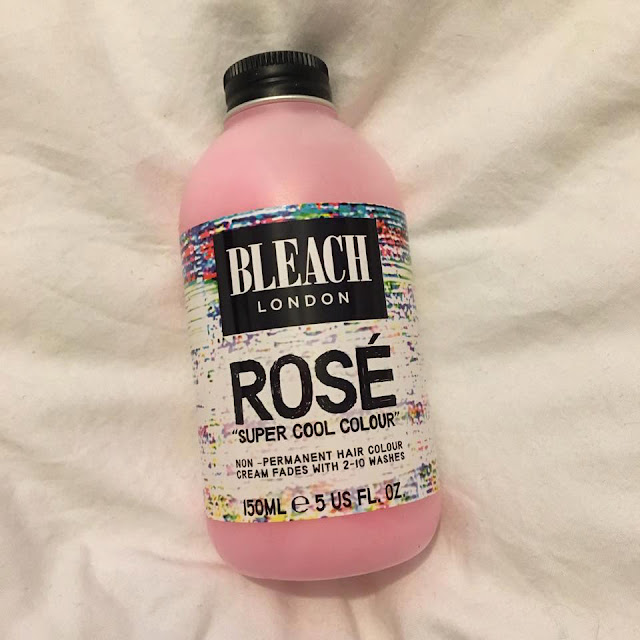 BLEACH
LONDON
ROSÉ
"SUPER COOL COLOUR"
NON-PERMANENT HAIR COLOUR
CREAM FADES WITH 2-10 WASHES
150ML ℮ 5 US FL. OZ.